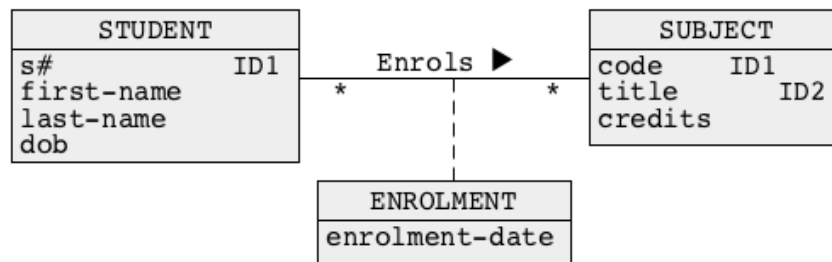 STUDENT
s# ID1
first-name
last-name
dob
Enrols ▶
* *
SUBJECT
code ID1
title ID2
credits
ENROLMENT
enrolment-date